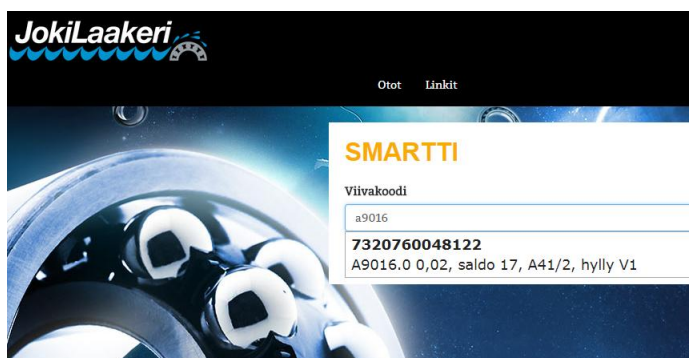 JokiLaakeri
Otot Linkit
SMARTTI
Viivakoodi
a9016
7320760048122
A9016.0 0,02, saldo 17, A41/2, hylly V1